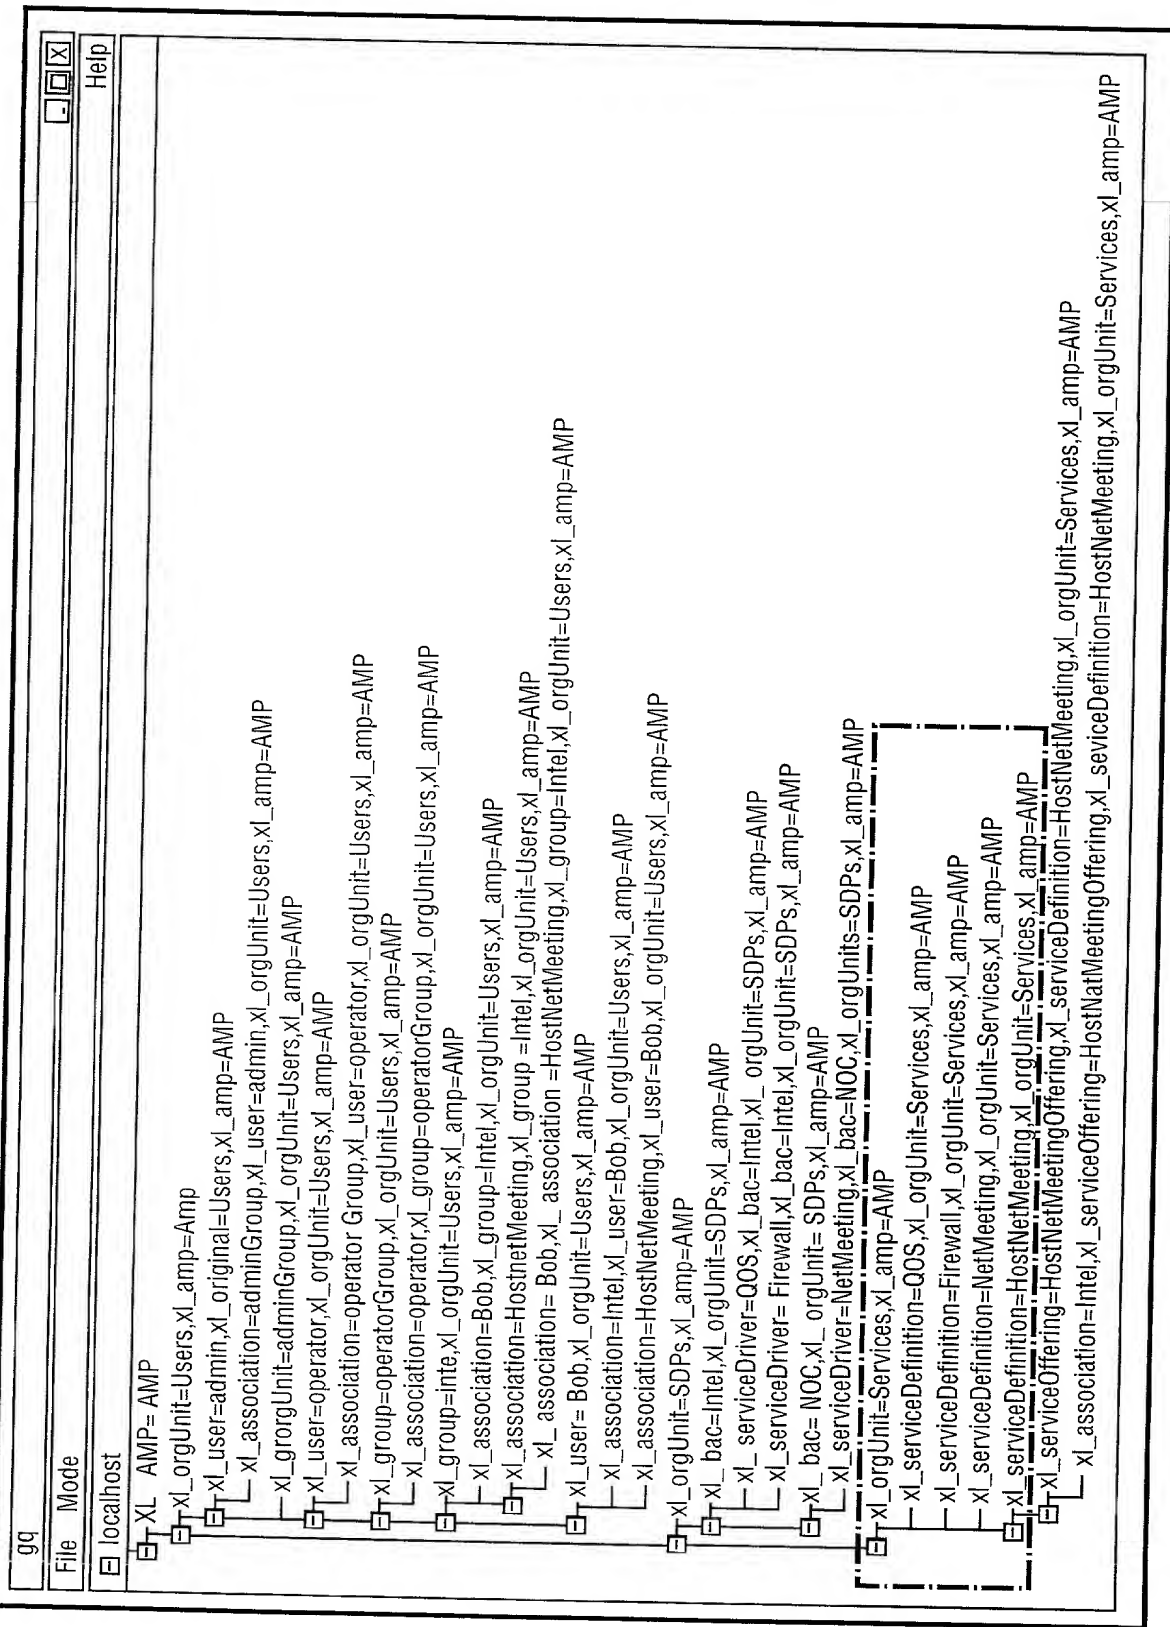 gq
File Mode
Help
localhost
XL AMP= AMP
xl_orgUnit=Users,xl_amp=Amp
xl_user=admin,xl_original=Users,xl_amp=AMP
xl_association=adminGroup,xl_user=admin,xl_orgUnit=Users,xl_amp=AMP
xl_grorgUnit=adminGroup,xl_orgUnit=Users,xl_amp=AMP
xl_user=operator,xl_orgUnit=Users,xl_amp=AMP
xl_association=operator Group,xl_user=operator,xl_orgUnit=Users,xl_amp=AMP
xl_group=operatorGroup,xl_orgUnit=Users,xl_amp=AMP
xl_association=operator,xl_group=operatorGroup,xl_orgUnit=Users,xl_amp=AMP
xl_group=inte,xl_orgUnit=Users,xl_amp=AMP
xl_association=Bob,xl_group=Intel,xl_orgUnit=Users,xl_amp=AMP
xl_association=HostnetMeeting,xl_group =Intel,xl_orgUnit=Users,xl_amp=AMP
xl_ association= Bob,xl_ association =HostNetMeeting,xl_group=Intel,xl_orgUnit=Users,xl_amp=AMP
xl_user= Bob,xl_orgUnit=Users,xl_amp=AMP
xl_association=Intel,xl_user=Bob,xl_orgUnit=Users,xl_amp=AMP
xl_association=HostNetMeeting,xl_user=Bob,xl_orgUnit=Users,xl_amp=AMP
xl_orgUnit=SDPs,xl_amp=AMP
xl_ bac=Intel,xl_orgUnit=SDPs,xl_amp=AMP
xl_ serviceDriver=QOS,xl_bac=Intel,xl_ orgUnit=SDPs,xl_amp=AMP
xl_serviceDriver= Firewall,xl_bac=Intel,xl_orgUnit=SDPs,xl_amp=AMP
xl_ bac= NOC,xl_ orgUnit= SDPs,xl_amp=AMP
xl_serviceDriver=NetMeeting,xl_bac=NOC,xl_orgUnits=SDPs,xl_amp=AMP
xl_orgUnit=Services,xl_amp=AMP
xl_serviceDefinition=QOS,xl_orgUnit=Services,xl_amp=AMP
xl_serviceDefinition=Firewall,xl_orgUnit=Services,xl_amp=AMP
xl_serviceDefinition=NetMeeting,xl_orgUnit=Services,xl_amp=AMP
xl_serviceDefinition=HostNetMeeting,xl_orgUnit=Services,xl_amp=AMP
xl_serviceOffering=HostNetMeetingOffering,xl_serviceDefinition=HostNetMeeting,xl_orgUnit=Services,xl_amp=AMP
xl_association=Intel,xl_serviceOffering=HostNatMeetingOffering,xl_seviceDefinition=HostNetMeeting,xl_orgUnit=Services,xl_amp=AMP